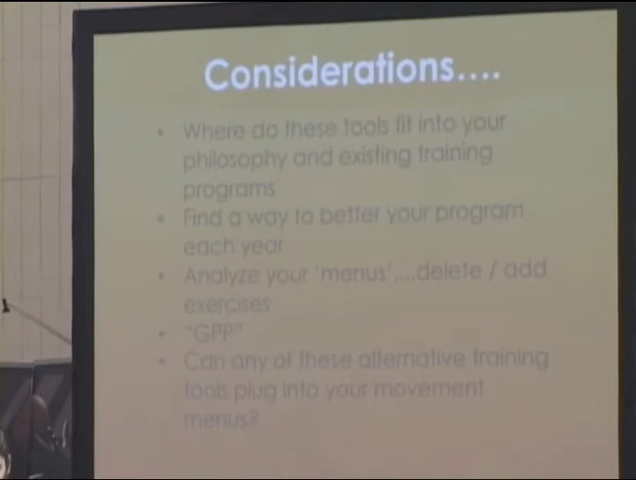 Considerations....
• Where do these tools fit into your
philosophy and existing training
programs
• Find a way to better your program
each year
• Analyze your 'menus'....delete / add
exercises
• "GPP"
• Can any of these alternative training
tools plug into your movement
menus?